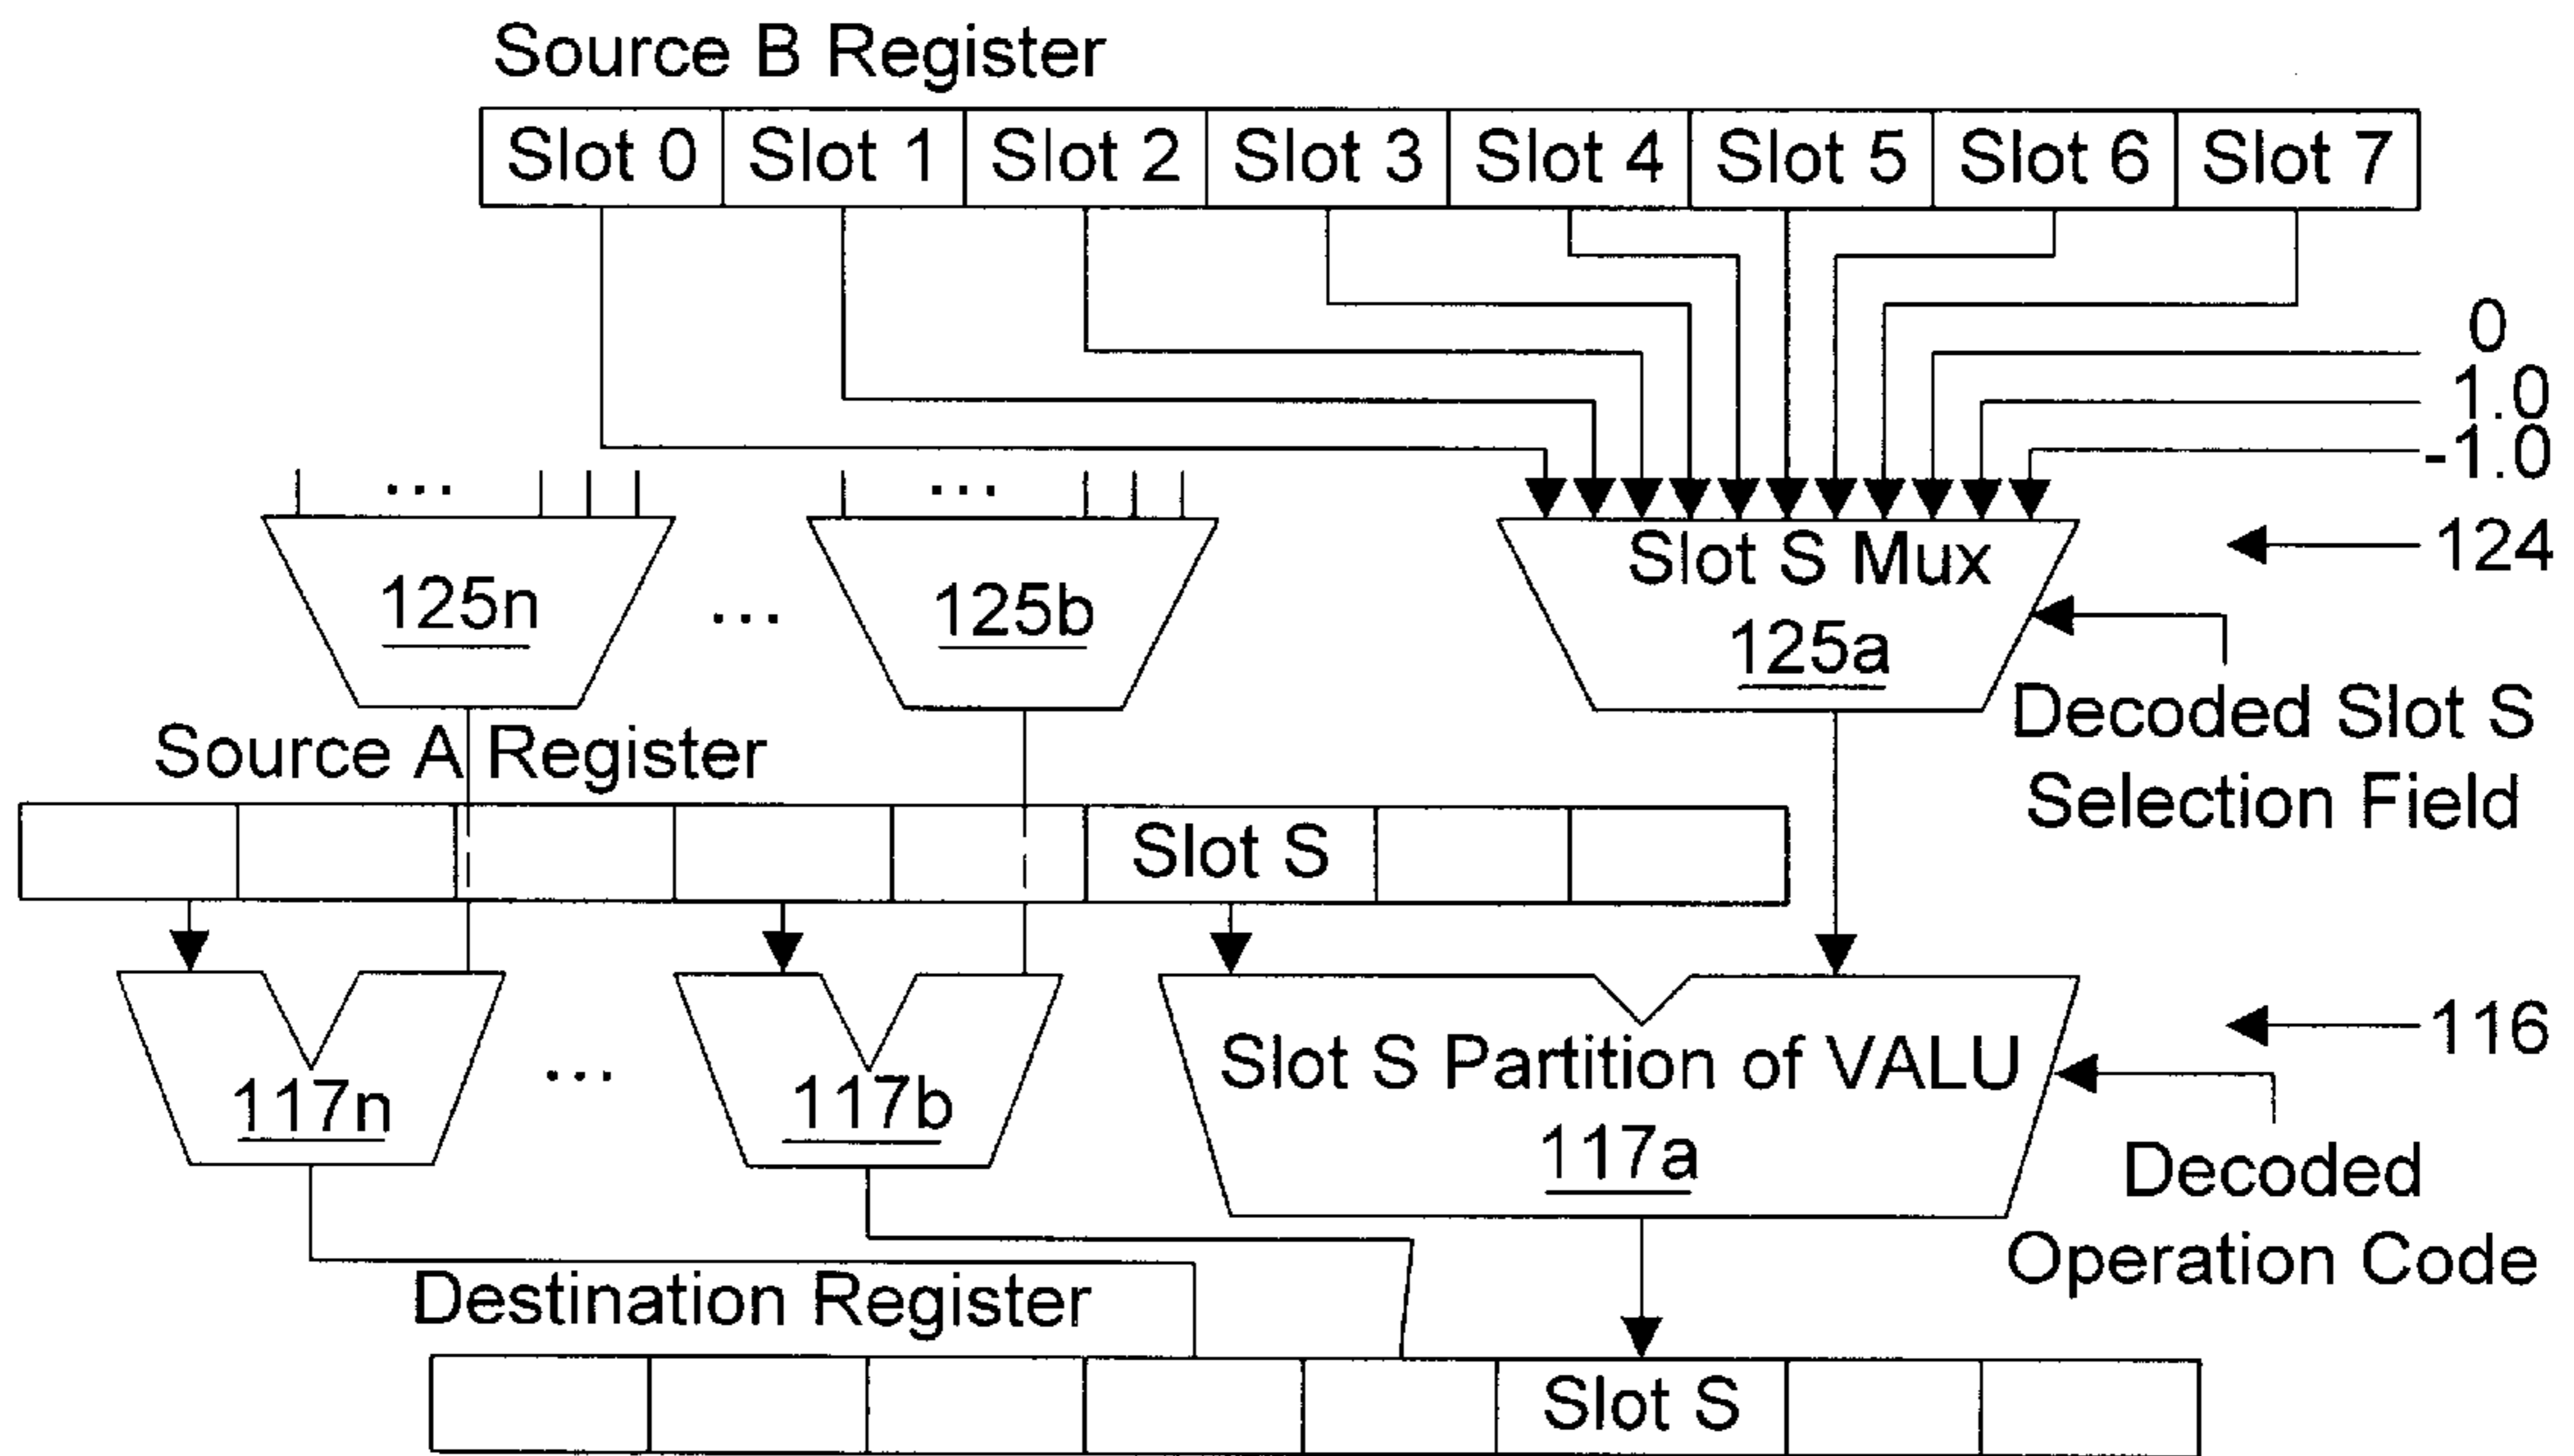 Source B Register
Slot 0 Slot 1 Slot 2 Slot 3 Slot 4 Slot 5 Slot 6 Slot 7
0
1.0
-1.0
... ...
Slot S Mux
124
125n ... 125b 125a
Decoded Slot S
Selection Field
Source A Register
Slot S
116
Slot S Partition of VALU
117n ... 117b 117a
Decoded
Operation Code
Destination Register
Slot S